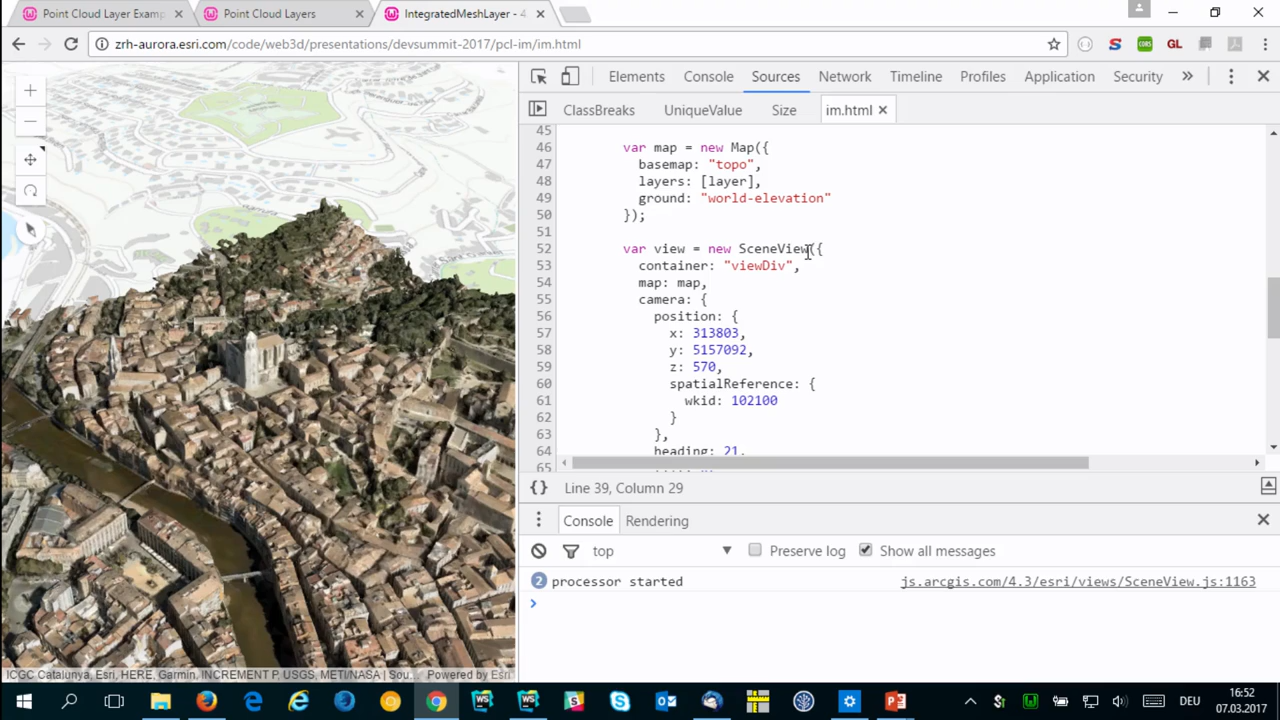 Point Cloud Layer Examp
Point Cloud Layers
IntegratedMeshLayer - 4
zrh-aurora.esri.com/code/web3d/presentations/devsummit-2017/pcl-im/im.html
CORS
GL
Elements Console Sources Network Timeline Profiles Application Security »
ClassBreaks UniqueValue Size im.html
45
46 var map = new Map({
47 basemap: "topo",
48 layers: [layer],
49 ground: "world-elevation"
50 });
51
52 var view = new SceneView({
53 container: "viewDiv",
54 map: map,
55 camera: {
56 position: {
57 x: 313803,
58 y: 5157092,
59 z: 570,
60 spatialReference: {
61 wkid: 102100
62 }
63 },
64 heading: 21,
65
{} Line 39, Column 29
Console Rendering
top Preserve log Show all messages
2 processor started js.arcgis.com/4.3/esri/views/SceneView.js:1163
ICGC Catalunya, Esri, HERE, Garmin, INCREMENT P, USGS, METI/NASA | Sou... Powered by Esri
DEU
16:52
07.03.2017